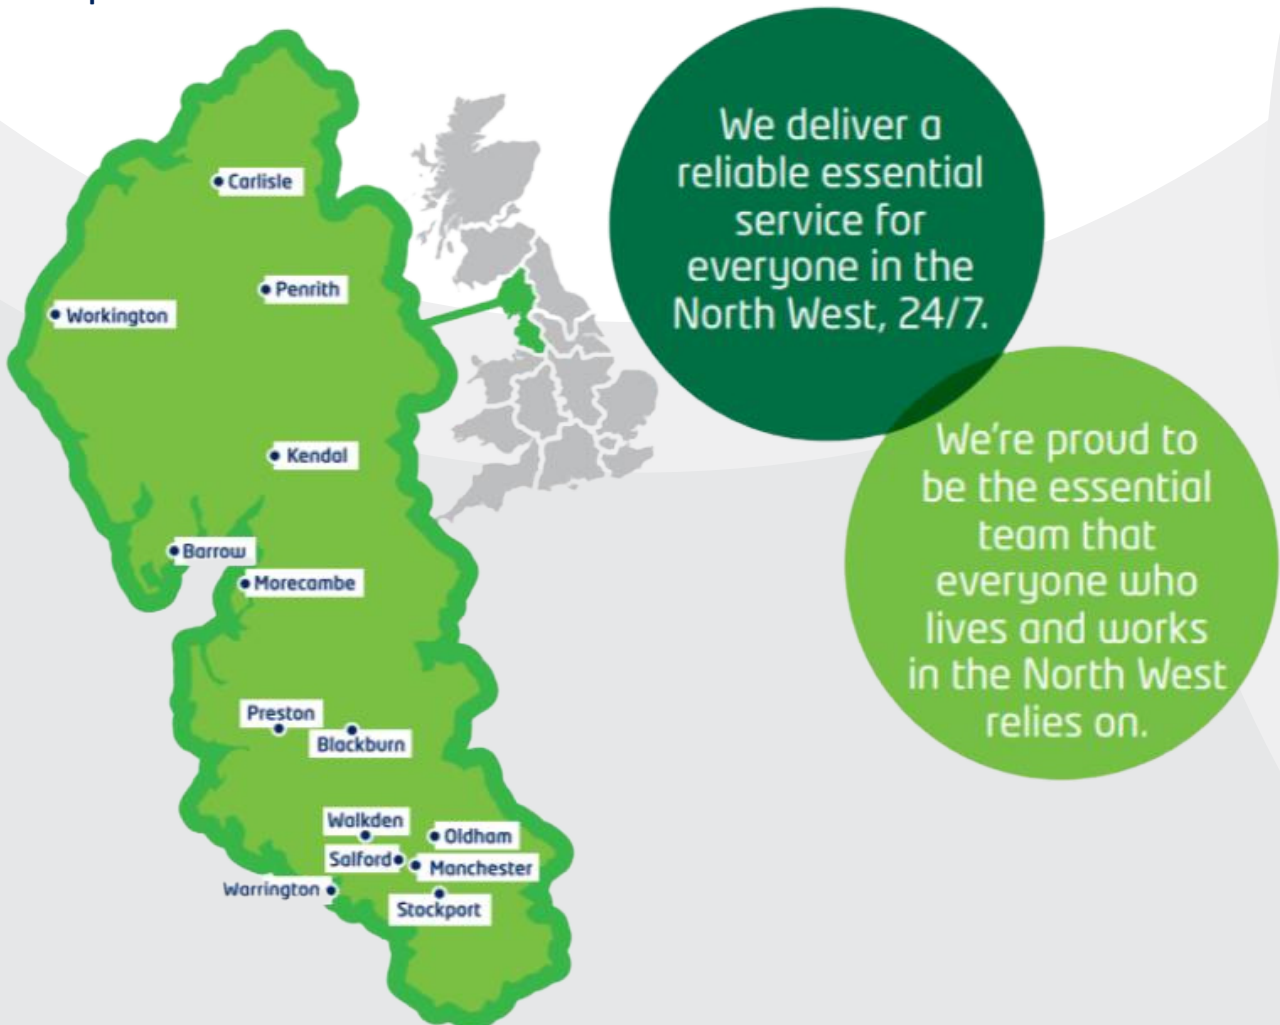 Carlisle
Penrith
Workington
Kendal
Barrow
Morecambe
Preston
Blackburn
Walkden
Oldham
Salford
Manchester
Warrington
Stockport
We deliver a
reliable essential
service for
everyone in the
North West, 24/7.
We're proud to
be the essential
team that
everyone who
lives and works
in the North West
relies on.